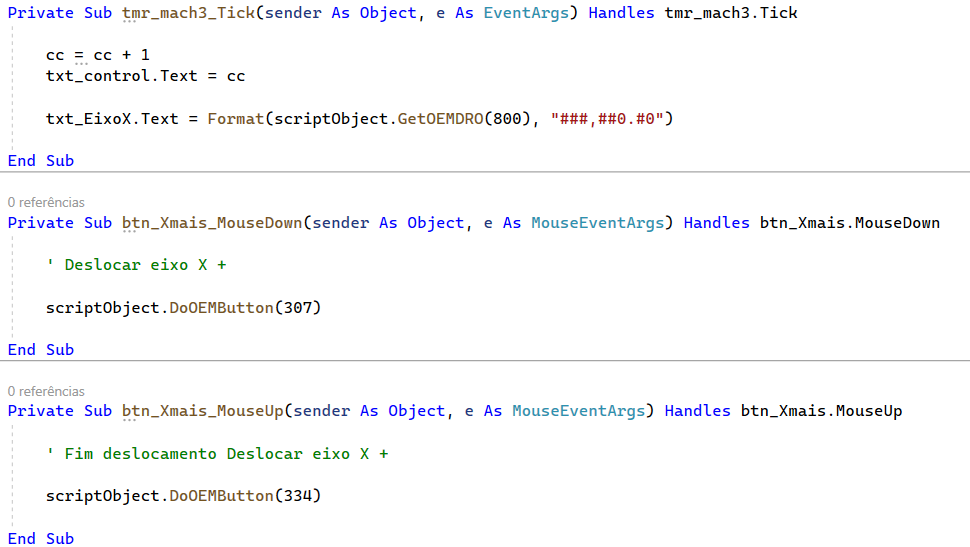 Private Sub tmr_mach3_Tick(sender As Object, e As EventArgs) Handles tmr_mach3.Tick
cc = cc + 1
txt_control.Text = cc
txt_EixoX.Text = Format(scriptObject.GetOEMDRO(800), "###,##0.#0")
End Sub
0 referências
Private Sub btn_Xmais_MouseDown(sender As Object, e As MouseEventArgs) Handles btn_Xmais.MouseDown
' Deslocar eixo X +
scriptObject.DoOEMButton(307)
End Sub
0 referências
Private Sub btn_Xmais_MouseUp(sender As Object, e As MouseEventArgs) Handles btn_Xmais.MouseUp
' Fim deslocamento Deslocar eixo X +
scriptObject.DoOEMButton(334)
End Sub